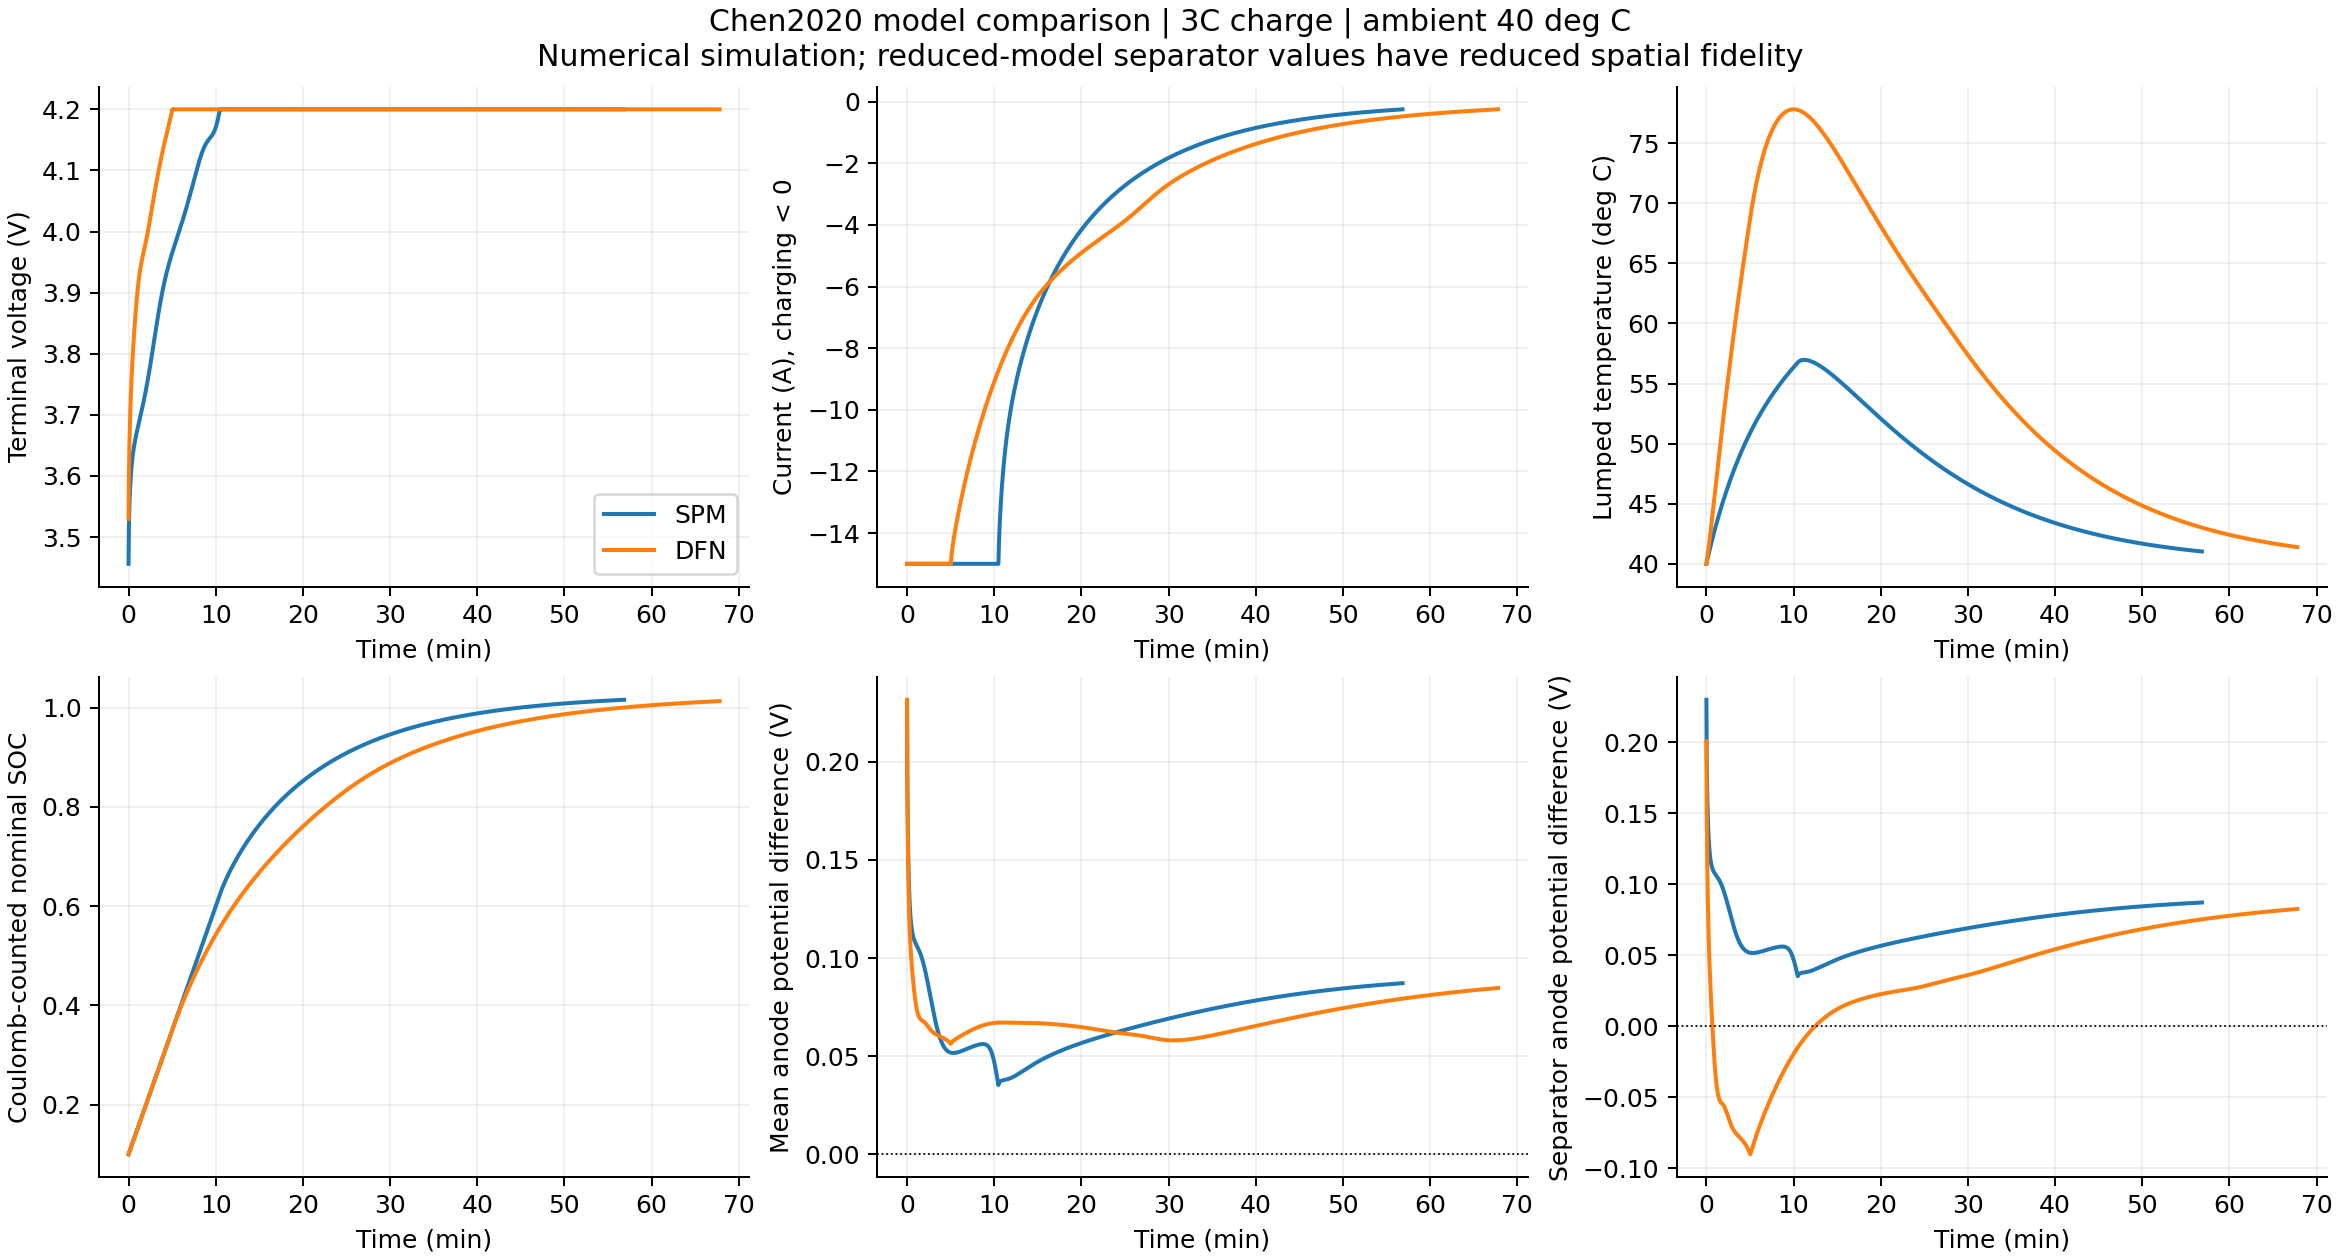 Chen2020 model comparison | 3C charge | ambient 40 deg C
Numerical simulation; reduced-model separator values have reduced spatial fidelity
Terminal voltage (V)
4.2
4.1
4.0
3.9
3.8
3.7
3.6
3.5
SPM
DFN
0 10 20 30 40 50 60 70
Time (min)
Current (A), charging < 0
0
−2
−4
−6
−8
−10
−12
−14
0 10 20 30 40 50 60 70
Time (min)
Lumped temperature (deg C)
75
70
65
60
55
50
45
40
0 10 20 30 40 50 60 70
Time (min)
Coulomb-counted nominal SOC
1.0
0.8
0.6
0.4
0.2
0 10 20 30 40 50 60 70
Time (min)
Mean anode potential difference (V)
0.20
0.15
0.10
0.05
0.00
0 10 20 30 40 50 60 70
Time (min)
Separator anode potential difference (V)
0.20
0.15
0.10
0.05
0.00
−0.05
−0.10
0 10 20 30 40 50 60 70
Time (min)